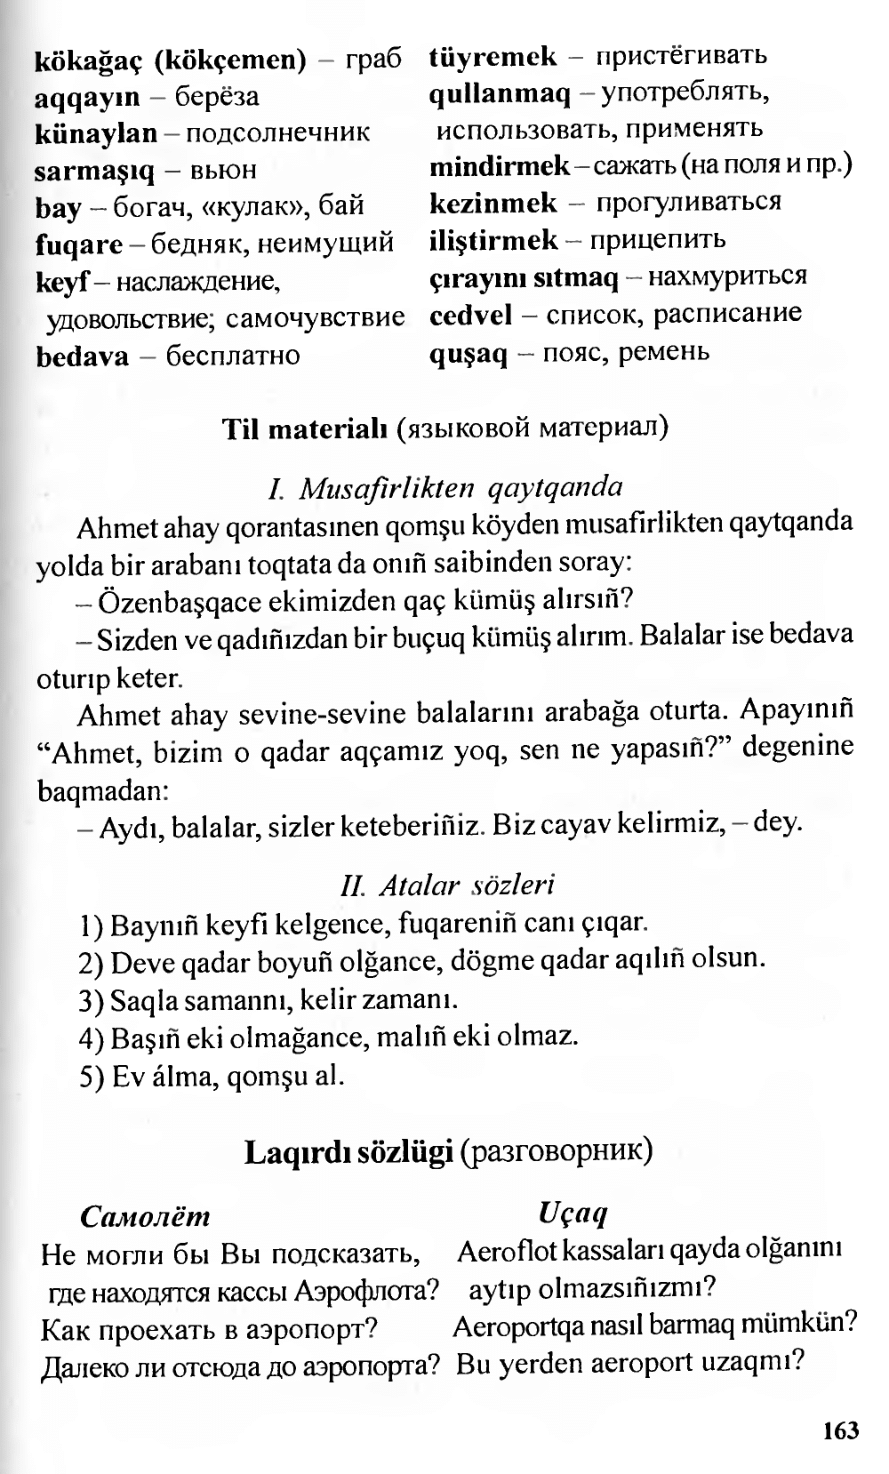 kökağaç (kökçemen) – граб
aqqayın – берёза
künaylan – подсолнечник
sarmaşıq – вьюн
bay – богач, «кулак», бай
fuqare – бедняк, неимущий
keyf – наслаждение,
удовольствие; самочувствие
bedava – бесплатно
tüyremek – пристёгивать
qullanmaq – употреблять,
использовать, применять
mindirmek – сажать (на поля и пр.)
kezinmek – прогуливаться
iliştirmek – прицепить
çırayını sıtmaq – нахмуриться
cedvel – список, расписание
quşaq – пояс, ремень
Til materialı (языковой материал)
I. Musafirlikten qaytqanda
Ahmet ahay qorantasınen qomşu köyden musafirlikten qaytqanda
yolda bir arabanı toqtata da onıñ saibinden soray:
– Özenbaşqace ekimizden qaç kümüş alırsıñ?
– Sizden ve qadıñızdan bir buçuq kümüş alırım. Balalar ise bedava
oturıp keter.
Ahmet ahay sevine-sevine balalarını arabağa oturta. Apayınıñ
“Ahmet, bizim o qadar aqçamız yoq, sen ne yapasıñ?” degenine
baqmadan:
– Aydı, balalar, sizler keteberiñiz. Biz cayav kelirmiz, – dey.
II. Atalar sözleri
1) Baynıñ keyfi kelgence, fuqareniñ canı çıqar.
2) Deve qadar boyuñ olğance, dögme qadar aqılıñ olsun.
3) Saqla samannı, kelir zamanı.
4) Başıñ eki olmağance, malıñ eki olmaz.
5) Ev álma, qomşu al.
Laqırdı sözlügi (разговорник)
Самолёт
Не могли бы Вы подсказать,
где находятся кассы Аэрофлота?
Как проехать в аэропорт?
Далеко ли отсюда до аэропорта?
Uçaq
Aeroflot kassaları qayda olğanını
aytıp olmazsıñızmı?
Aeroportqa nasıl barmaq mümkün?
Bu yerden aeroport uzaqmı?
163